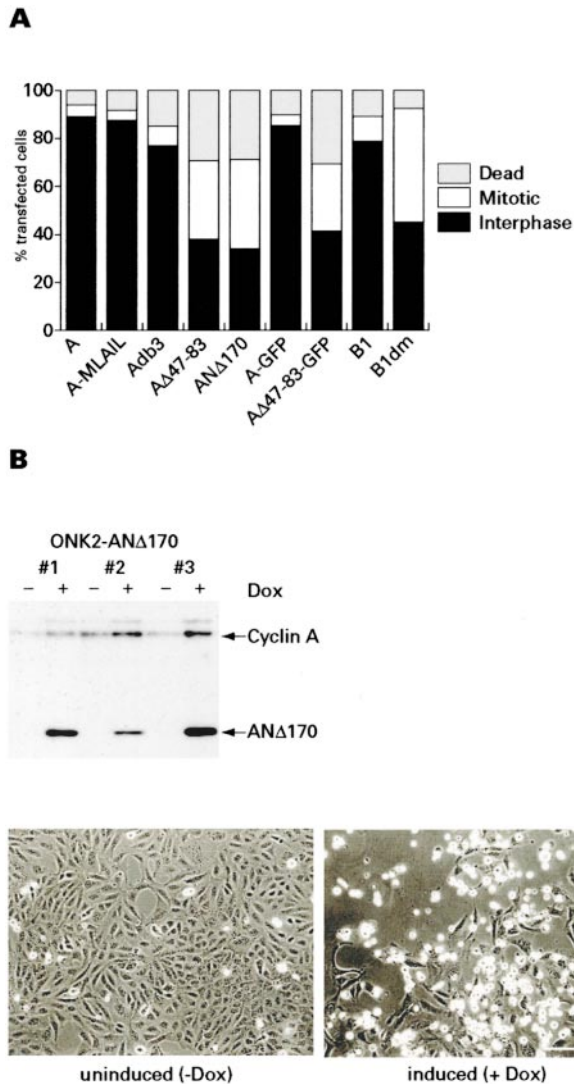 A
100
80
60
40
20
0
% transfected cells
Dead
Mitotic
Interphase
A
A-MLAIL
Adb3
AΔ47-83
ANΔ170
A-GFP
AΔ47-83-GFP
B1
B1dm
B
ONK2-ANΔ170
#1 #2 #3
− + − + − + Dox
Cyclin A
ANΔ170
uninduced (-Dox)
induced (+ Dox)